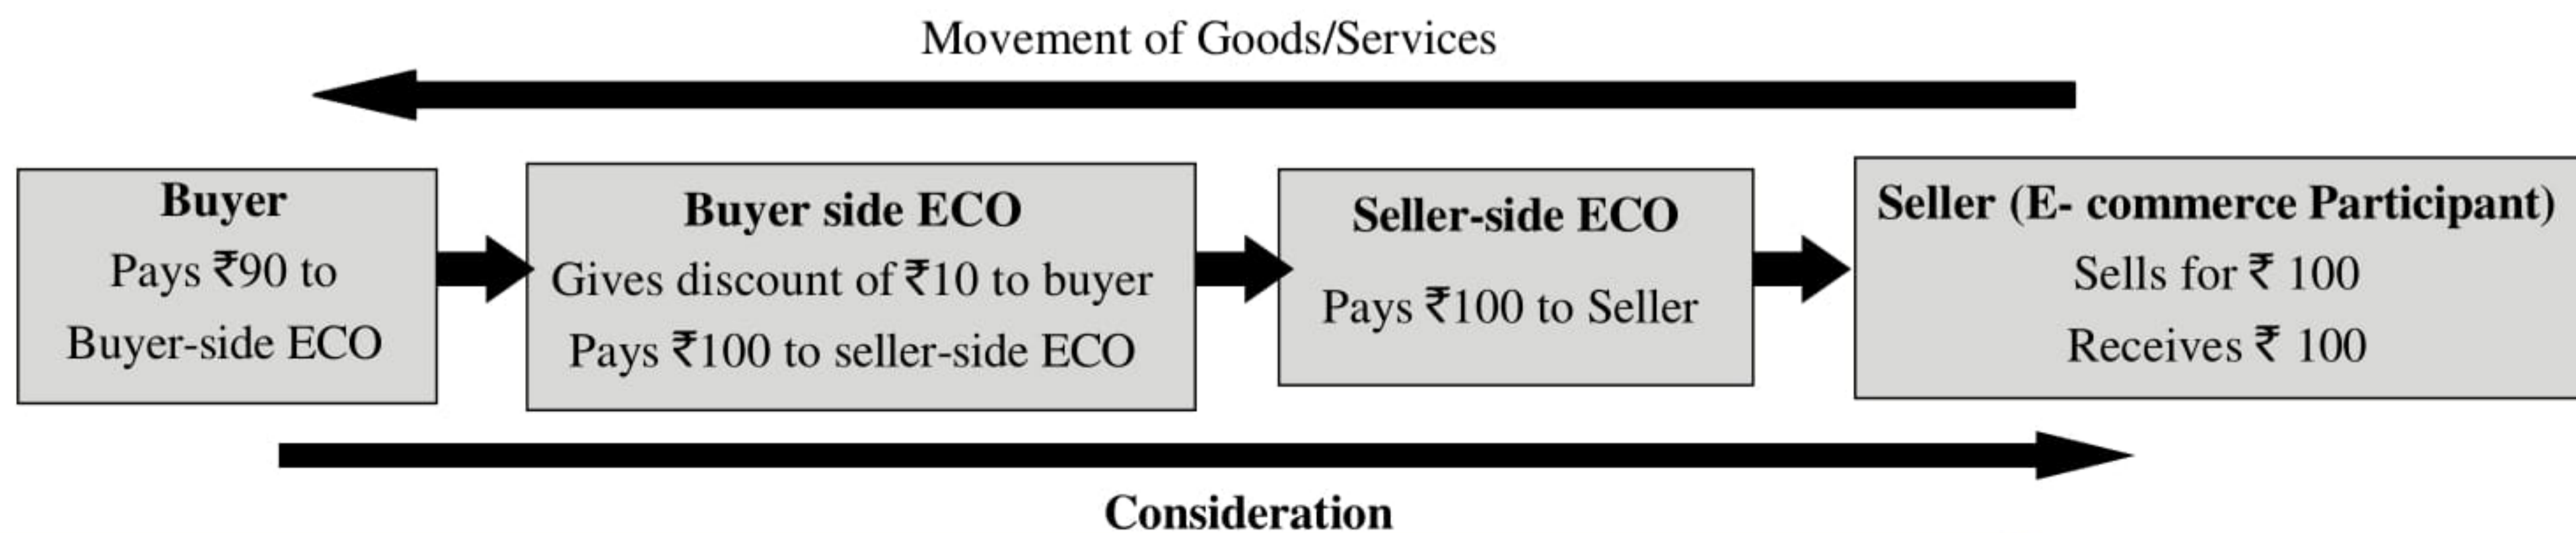 Movement of Goods/Services
Buyer
Pays ₹90 to
Buyer-side ECO
Buyer side ECO
Gives discount of ₹10 to buyer
Pays ₹100 to seller-side ECO
Seller-side ECO
Pays ₹100 to Seller
Seller (E- commerce Participant)
Sells for ₹ 100
Receives ₹ 100
Consideration